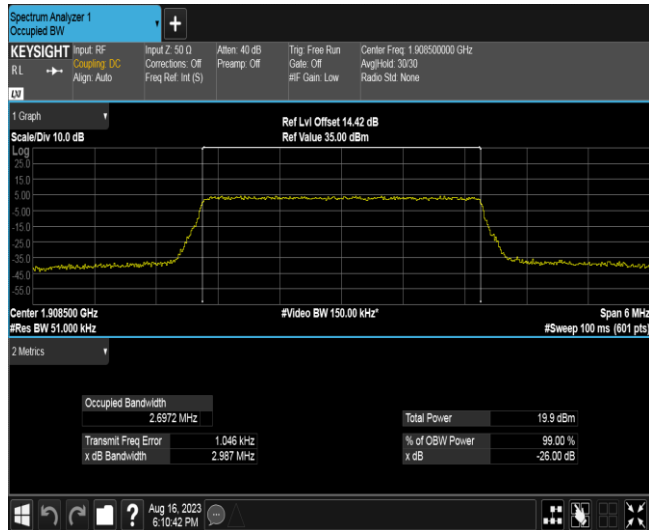 Spectrum Analyzer 1
Occupied BW
+
KEYSIGHT
RL
LXI
Input: RF
Coupling: DC
Align: Auto
Input Z: 50 Ω
Corrections: Off
Freq Ref: Int (S)
Atten: 40 dB
Preamp: Off
Trig: Free Run
Gate: Off
#IF Gain: Low
Center Freq: 1.908500000 GHz
Avg|Hold: 30/30
Radio Std: None
1 Graph
Scale/Div 10.0 dB
Ref Lvl Offset 14.42 dB
Ref Value 35.00 dBm
Log
25.0
15.0
5.00
-5.00
-15.0
-25.0
-35.0
-45.0
-55.0
Center 1.908500 GHz
#Video BW 150.00 kHz*
Span 6 MHz
#Res BW 51.000 kHz
#Sweep 100 ms (601 pts)
2 Metrics
Occupied Bandwidth
2.6972 MHz
Total Power 19.9 dBm
Transmit Freq Error 1.046 kHz
% of OBW Power 99.00 %
x dB Bandwidth 2.987 MHz
x dB -26.00 dB
?
Aug 16, 2023
6:10:42 PM